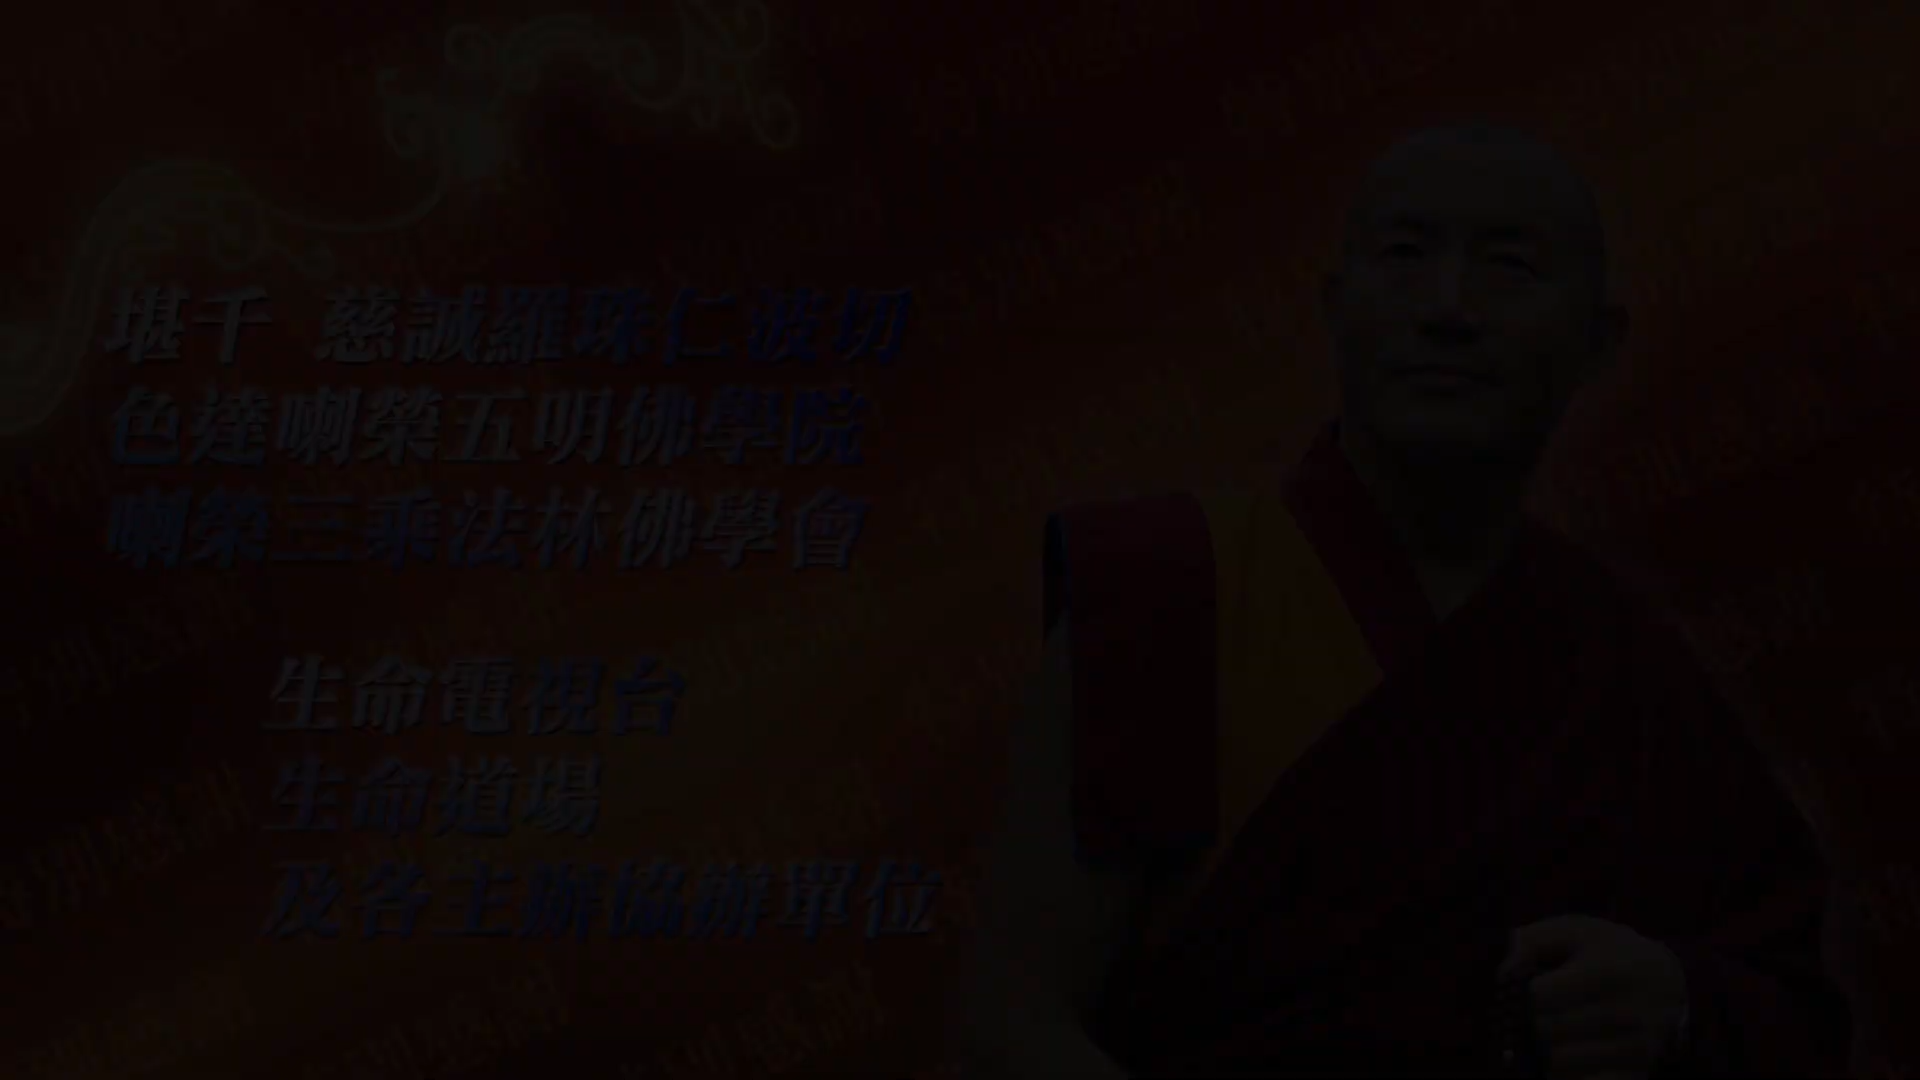 堪千 慈誠羅珠仁波切
色達喇榮五明佛學院
喇榮三乘法林佛學會
生命電視台
生命道場
及各主辦協辦單位